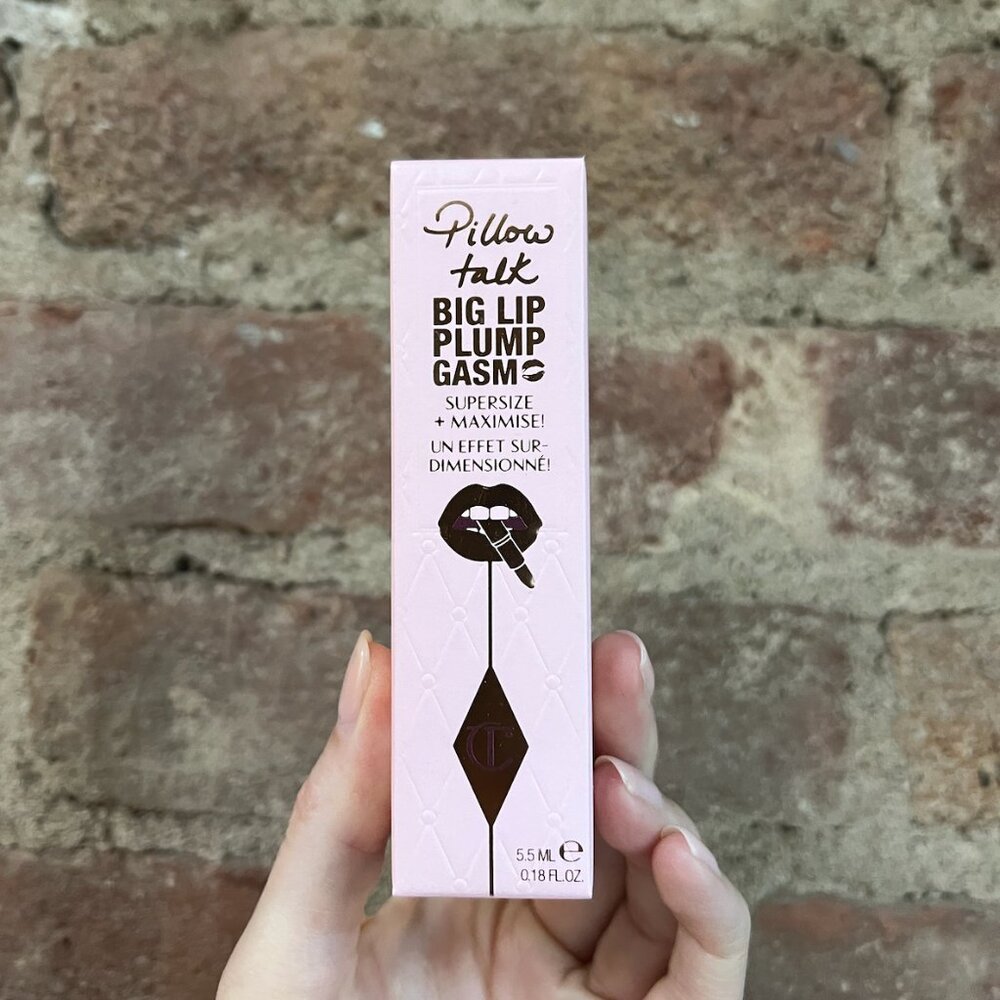 Pillow
talk
BIG LIP
PLUMP
GASM
SUPERSIZE
+ MAXIMISE!
UN EFFET SUR-
DIMENSIONNÉ!
CT
5.5 ML e
0.18 FL.OZ.